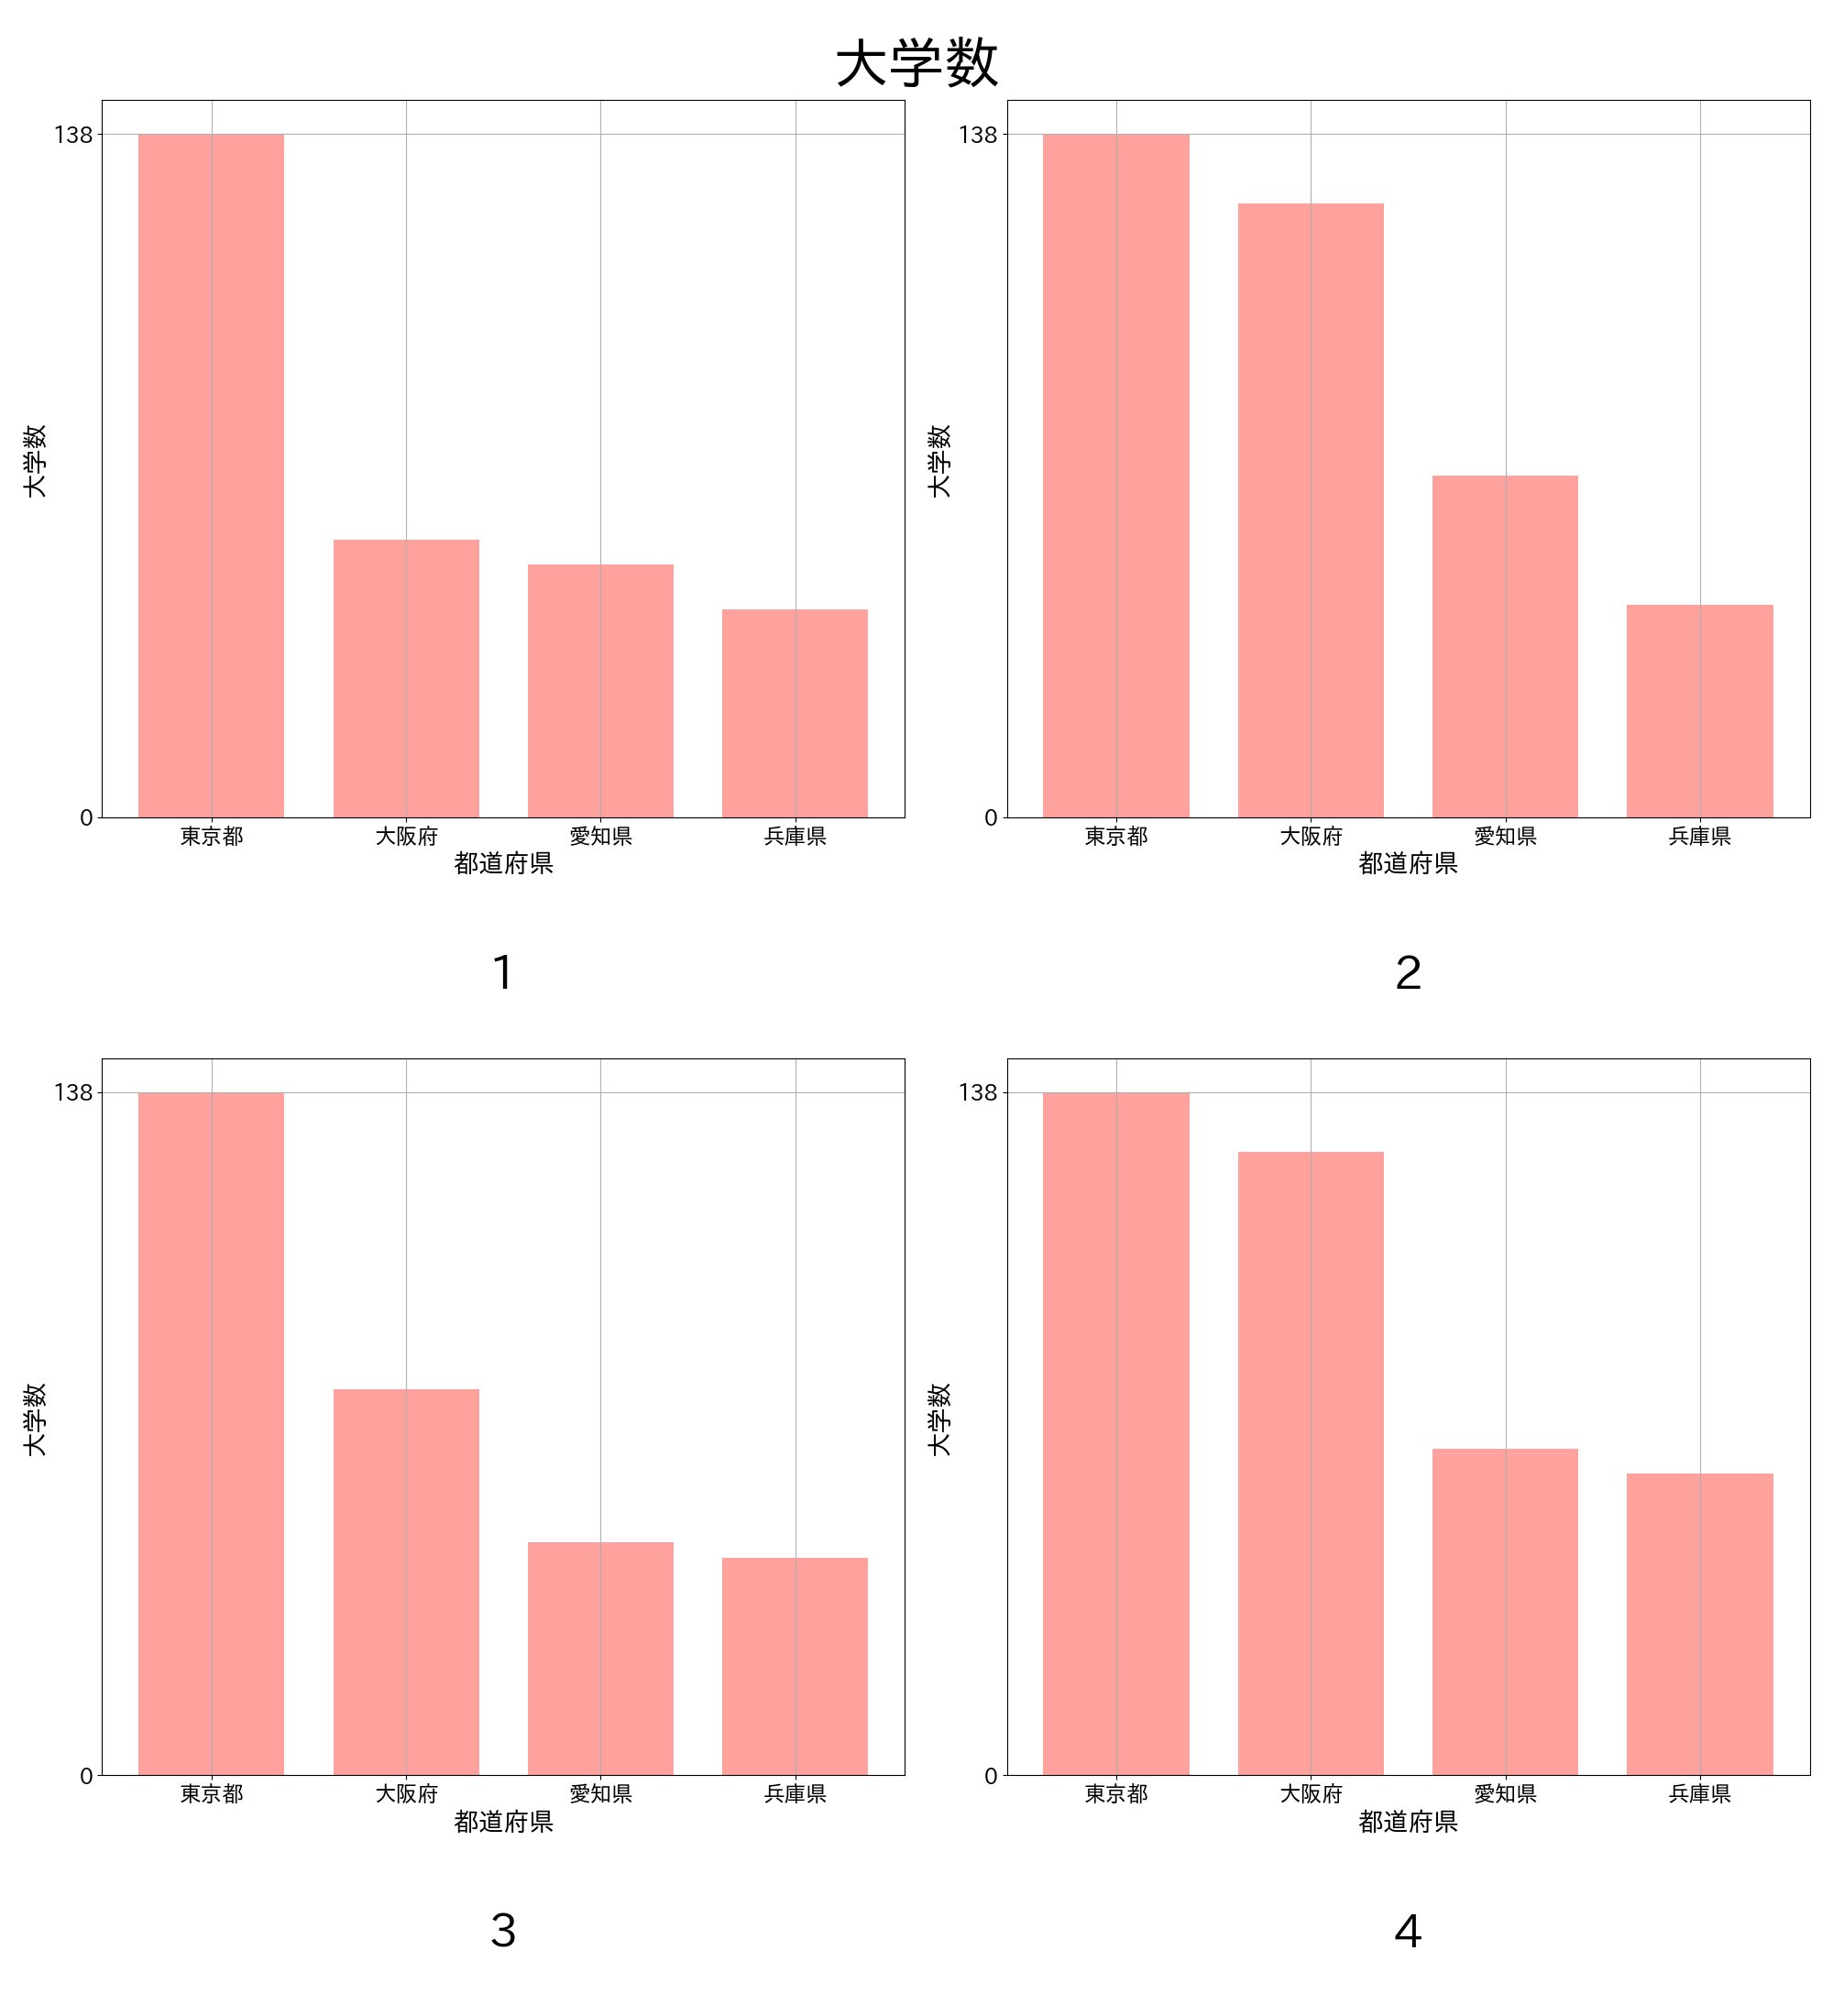 大学数
138
0
大学数
東京都 大阪府 愛知県 兵庫県
都道府県
1
138
0
大学数
東京都 大阪府 愛知県 兵庫県
都道府県
2
138
0
大学数
東京都 大阪府 愛知県 兵庫県
都道府県
3
138
0
大学数
東京都 大阪府 愛知県 兵庫県
都道府県
4